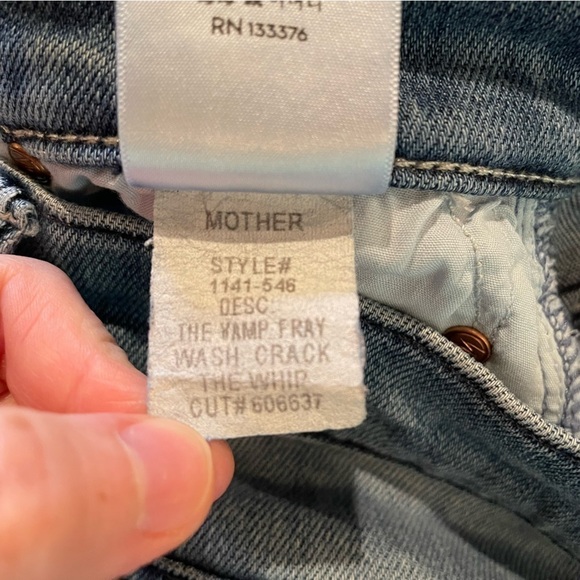 RN 133376
MOTHER
STYLE#
1141-546
DESC
THE VAMP FRAY
WASH CRACK
THE WHIP
CUT# 606637